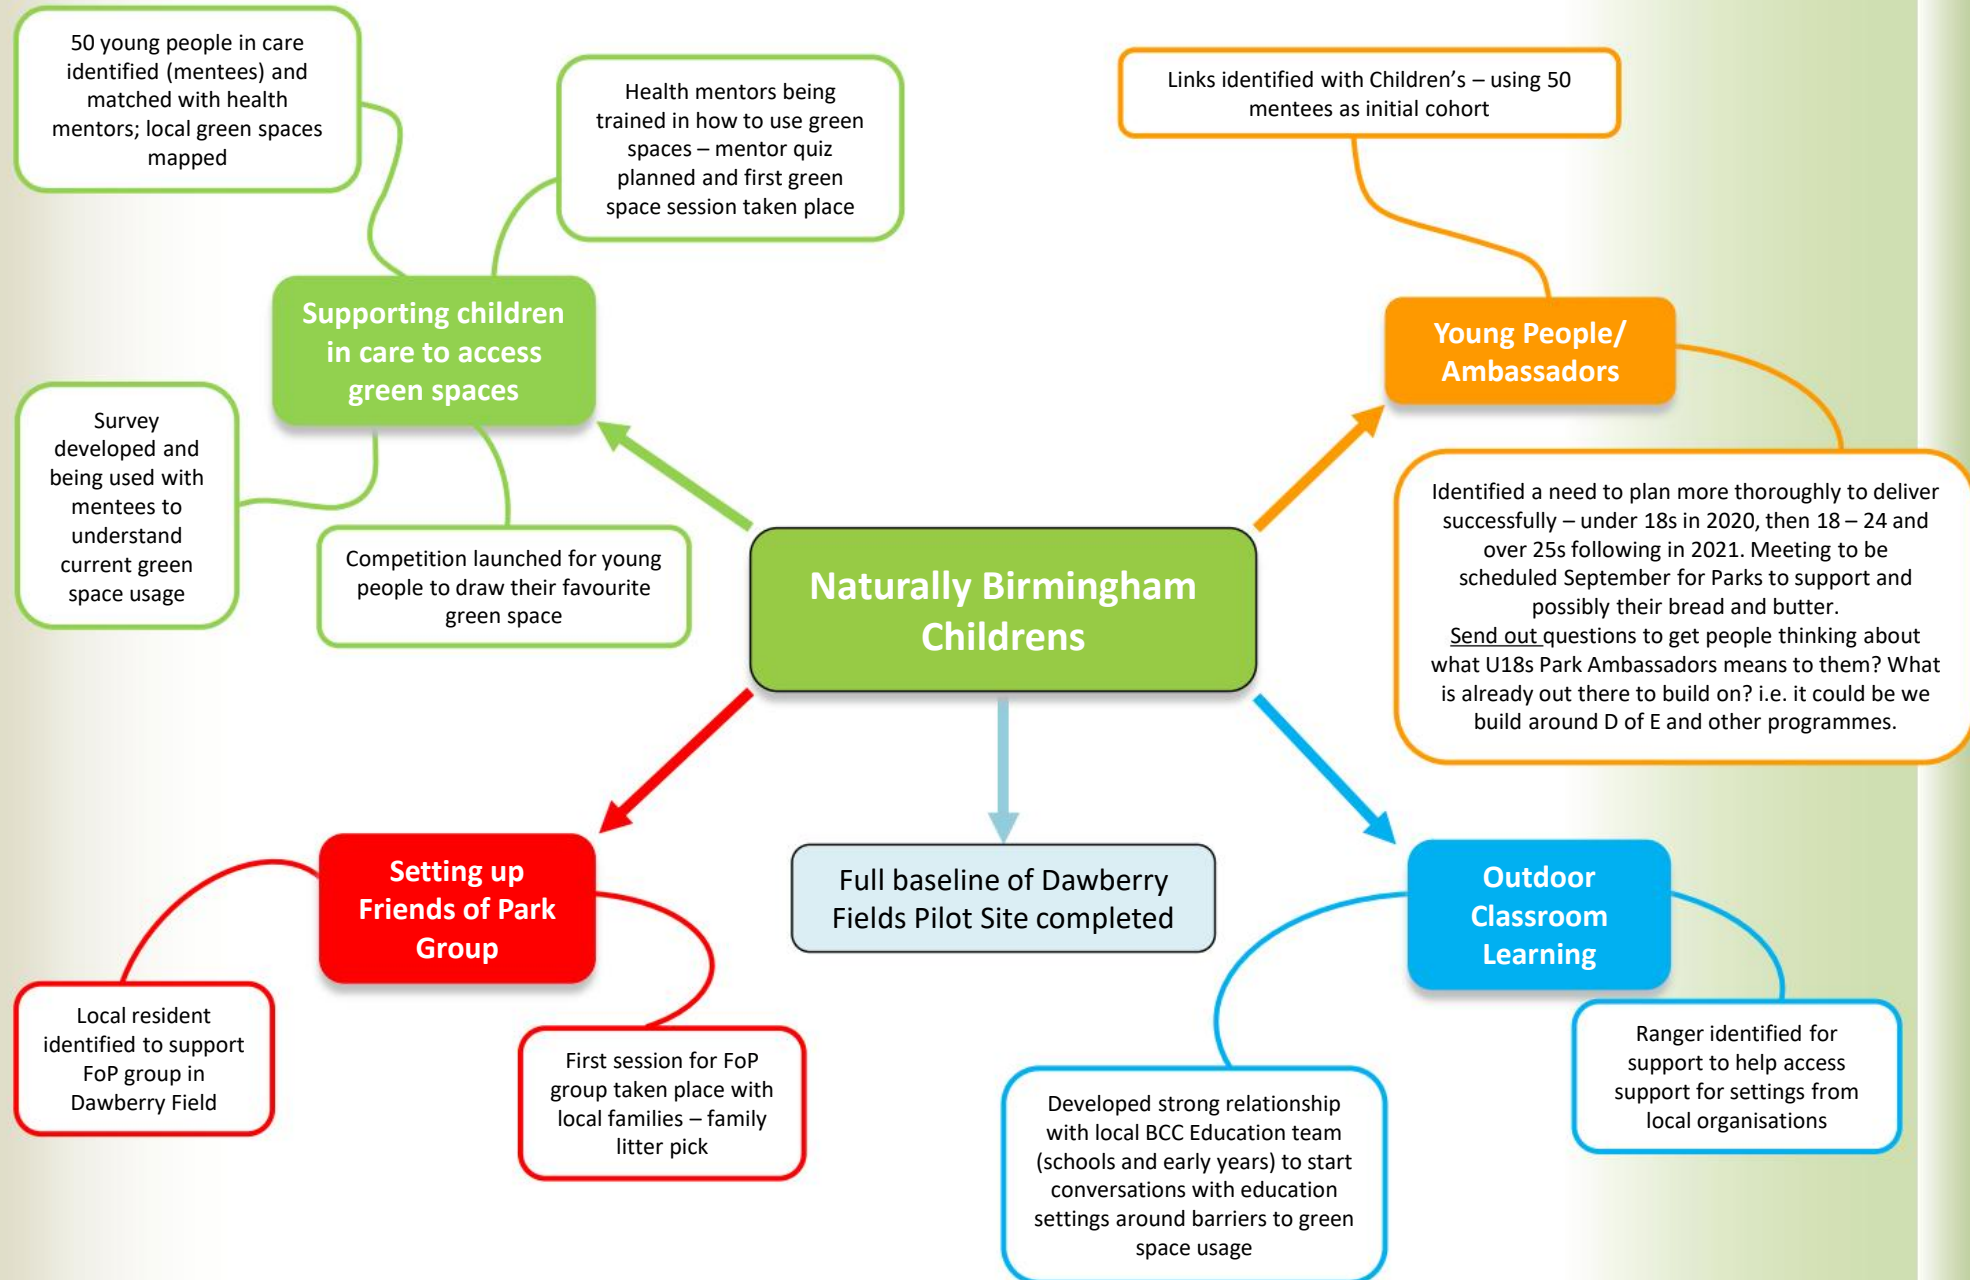 50 young people in care
identified (mentees) and
matched with health
mentors; local green spaces
mapped
Health mentors being
trained in how to use green
spaces – mentor quiz
planned and first green
space session taken place
Links identified with Children's – using 50
mentees as initial cohort
Supporting children
in care to access
green spaces
Young People/
Ambassadors
Survey
developed and
being used with
mentees to
understand
current green
space usage
Competition launched for young
people to draw their favourite
green space
Naturally Birmingham
Childrens
Identified a need to plan more thoroughly to deliver
successfully – under 18s in 2020, then 18 – 24 and
over 25s following in 2021. Meeting to be
scheduled September for Parks to support and
possibly their bread and butter.
Send out questions to get people thinking about
what U18s Park Ambassadors means to them? What
is already out there to build on? i.e. it could be we
build around D of E and other programmes.
Setting up
Friends of Park
Group
Full baseline of Dawberry
Fields Pilot Site completed
Outdoor
Classroom
Learning
Local resident
identified to support
FoP group in
Dawberry Field
First session for FoP
group taken place with
local families – family
litter pick
Developed strong relationship
with local BCC Education team
(schools and early years) to start
conversations with education
settings around barriers to green
space usage
Ranger identified for
support to help access
support for settings from
local organisations